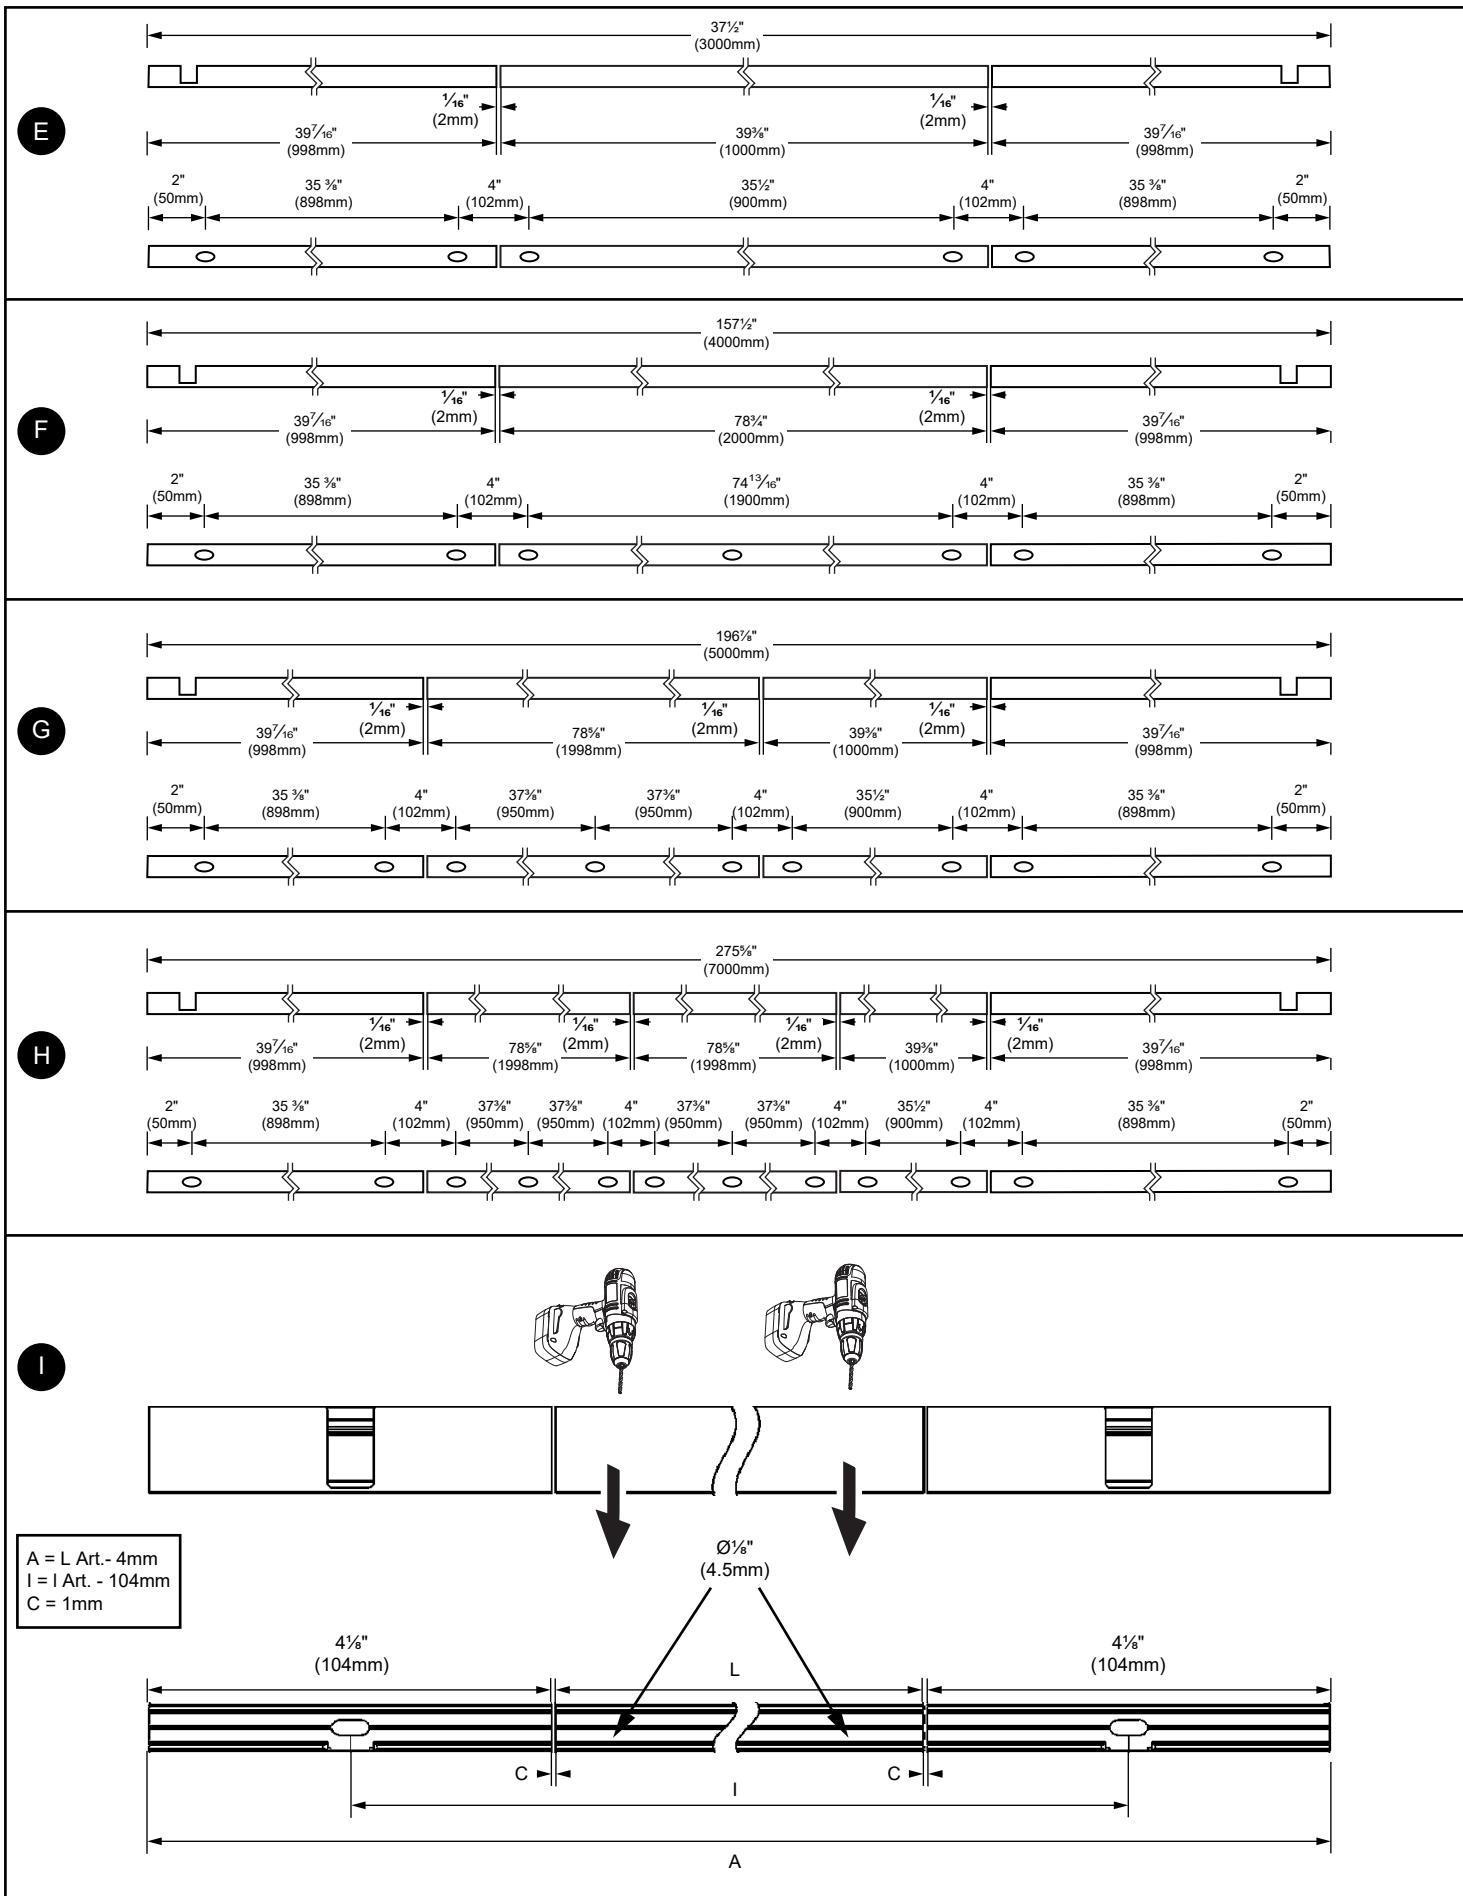 37½"
(3000mm)
E
¹⁄₁₆" ¹⁄₁₆"
(2mm) (2mm)
39⁷⁄₁₆" 39⅜" 39⁷⁄₁₆"
(998mm) (1000mm) (998mm)
2" 35 ⅜" 4" 35½" 4" 35 ⅜" 2"
(50mm) (898mm) (102mm) (900mm) (102mm) (898mm) (50mm)
157½"
(4000mm)
F
¹⁄₁₆" ¹⁄₁₆"
(2mm) (2mm)
39⁷⁄₁₆" 78¾" 39⁷⁄₁₆"
(998mm) (2000mm) (998mm)
2" 35 ⅜" 4" 74¹³⁄₁₆" 4" 35 ⅜" 2"
(50mm) (898mm) (102mm) (1900mm) (102mm) (898mm) (50mm)
196⅞"
(5000mm)
G
¹⁄₁₆" ¹⁄₁₆" ¹⁄₁₆"
(2mm) (2mm) (2mm)
39⁷⁄₁₆" 78⅝" 39⅜" 39⁷⁄₁₆"
(998mm) (1998mm) (1000mm) (998mm)
2" 35 ⅜" 4" 37⅜" 37⅜" 4" 35½" 4" 35 ⅜" 2"
(50mm) (898mm) (102mm) (950mm) (950mm) (102mm) (900mm) (102mm) (898mm) (50mm)
275⅝"
(7000mm)
H
¹⁄₁₆" ¹⁄₁₆" ¹⁄₁₆" ¹⁄₁₆"
(2mm) (2mm) (2mm) (2mm)
39⁷⁄₁₆" 78⅝" 78⅝" 39⅜" 39⁷⁄₁₆"
(998mm) (1998mm) (1998mm) (1000mm) (998mm)
2" 35 ⅜" 4" 37⅜" 37⅜" 4" 37⅜" 37⅜" 4" 35½" 4" 35 ⅜" 2"
(50mm) (898mm) (102mm) (950mm) (950mm) (102mm) (950mm) (950mm) (102mm) (900mm) (102mm) (898mm) (50mm)
I
A = L Art.- 4mm
I = I Art. - 104mm
C = 1mm
Ø⅛"
(4.5mm)
4⅛" L 4⅛"
(104mm) (104mm)
C C
I
A